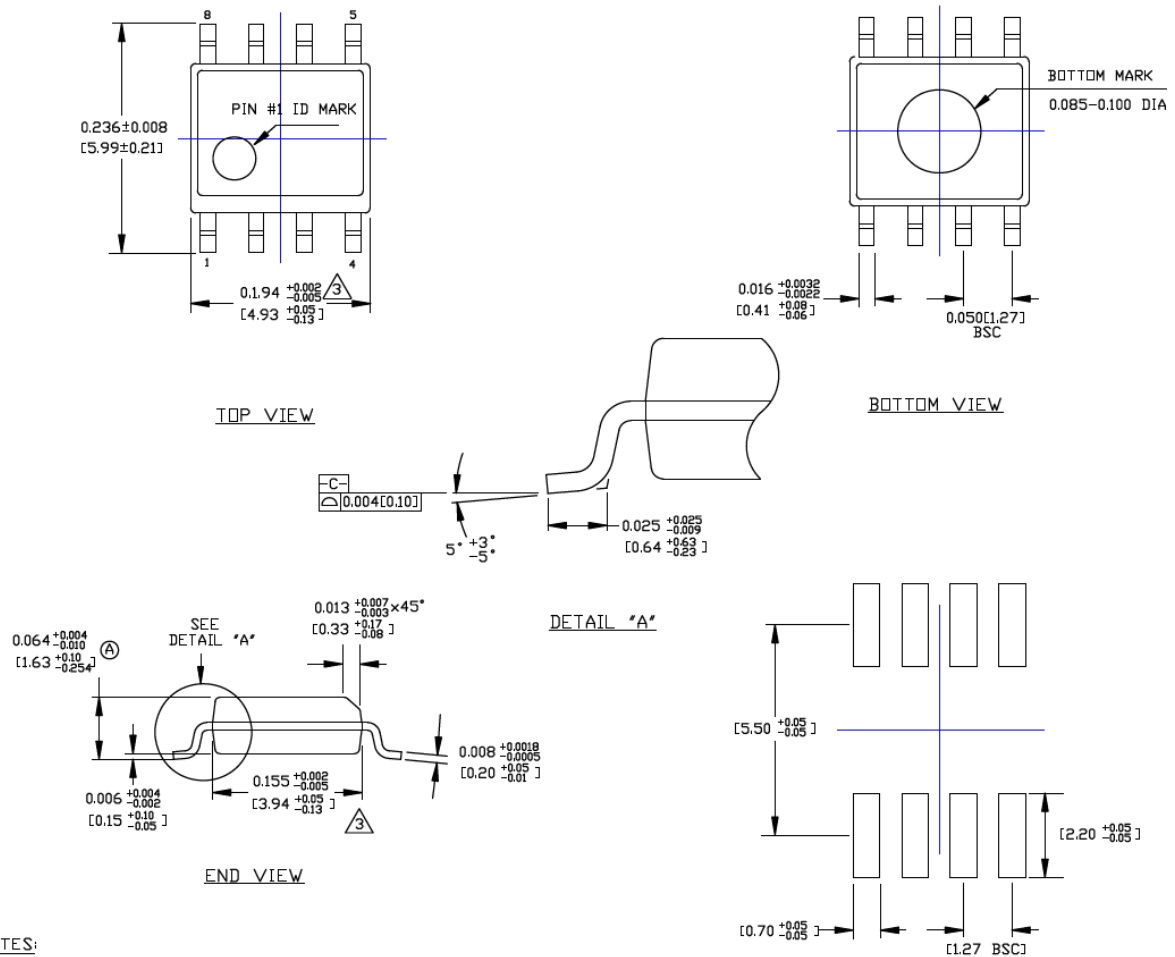 8
5
PIN #1 ID MARK
0.236±0.008
[5.99±0.21]
1
4
0.1.94 +0.002 -0.005
[4.93 +0.05 -0.13]
3
TOP VIEW
BOTTOM MARK
0.085-0.100 DIA
0.016 +0.0032 -0.0022
[0.41 +0.08 -0.06]
0.050[1.27]
BSC
BOTTOM VIEW
-C-
⌓ 0.004[0.10]
5° +3° -5°
0.025 +0.025 -0.009
[0.64 +0.63 -0.23]
DETAIL "A"
0.064 +0.004 -0.010
[1.63 +0.10 -0.254]
A
SEE
DETAIL "A"
0.013 +0.007 -0.003 ×45°
[0.33 +0.17 -0.08]
0.006 +0.004 -0.002
[0.15 +0.10 -0.05]
0.155 +0.002 -0.005
[3.94 +0.05 -0.13]
3
0.008 +0.0018 -0.0005
[0.20 +0.05 -0.01]
END VIEW
[5.50 +0.05 -0.05]
[2.20 +0.05 -0.05]
[0.70 +0.05 -0.05]
[1.27 BSC]
TES: